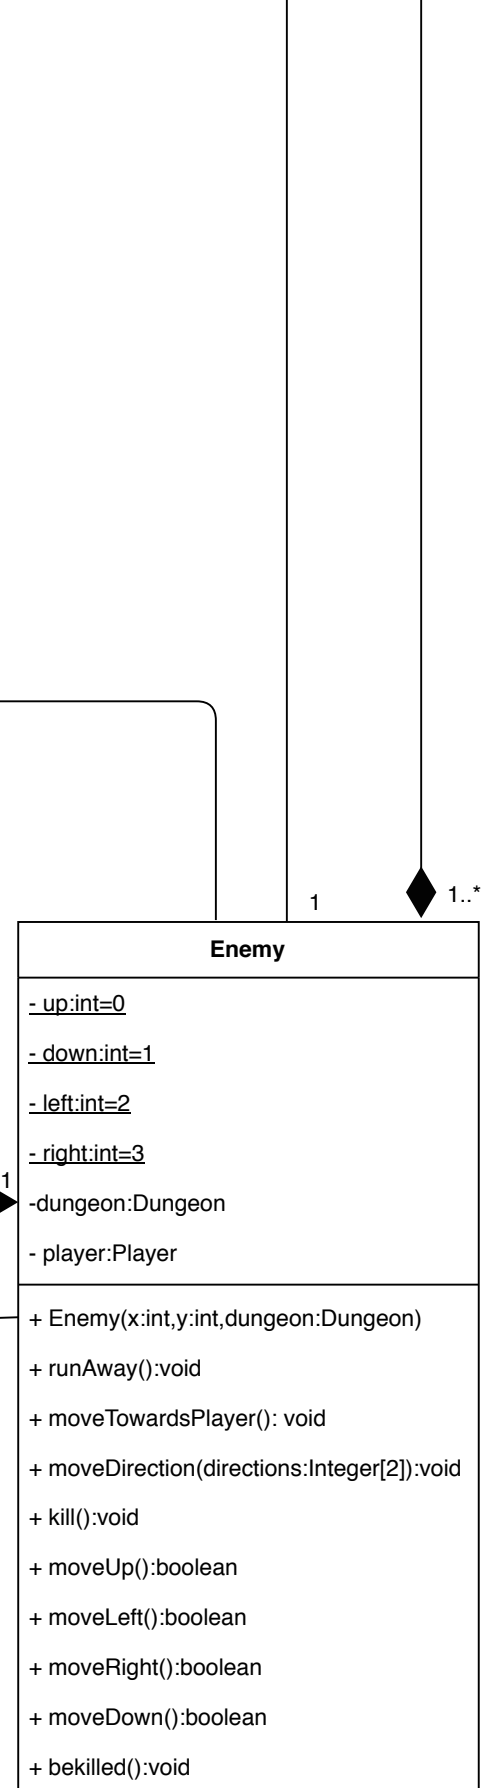 1
1..*
Enemy
- up:int=0
- down:int=1
- left:int=2
- right:int=3
1
-dungeon:Dungeon
- player:Player
+ Enemy(x:int,y:int,dungeon:Dungeon)
+ runAway():void
+ moveTowardsPlayer(): void
+ moveDirection(directions:Integer[2]):void
+ kill():void
+ moveUp():boolean
+ moveLeft():boolean
+ moveRight():boolean
+ moveDown():boolean
+ bekilled():void